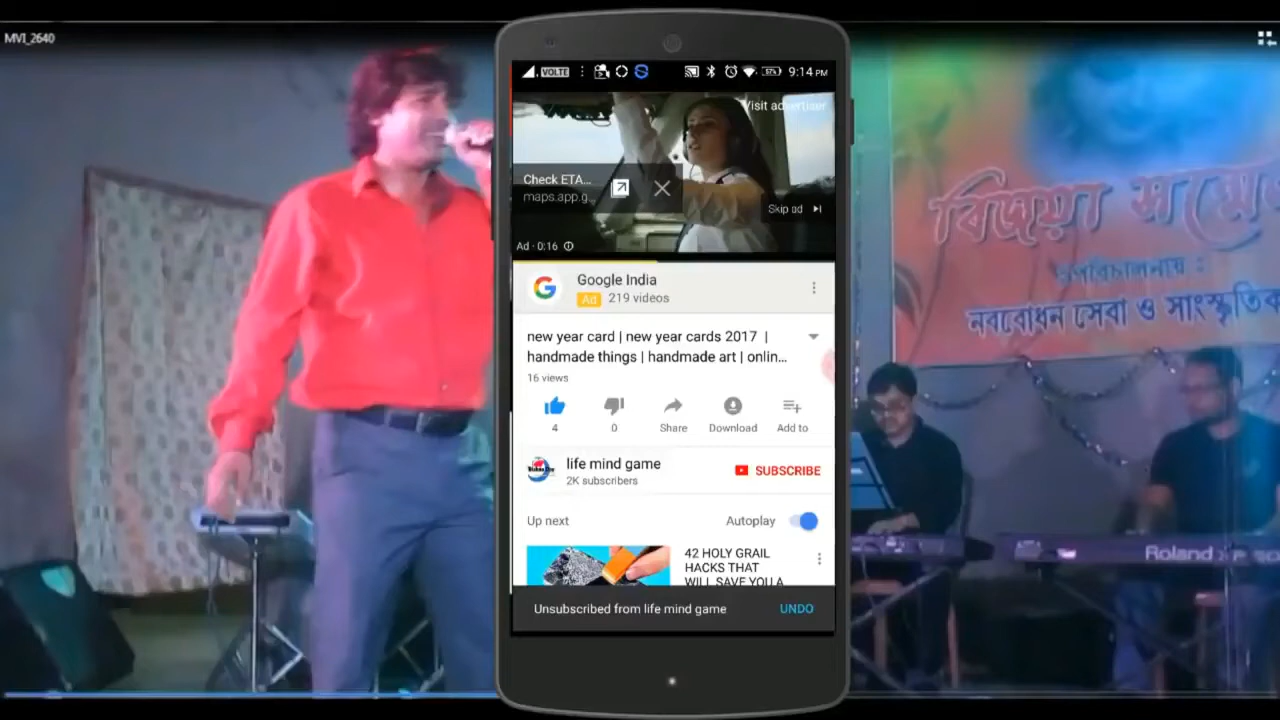 MVI_2640
VOLTE
57%
9:14 PM
Visit advertiser
Check ETA...
maps.app.g...
Skip ad
Ad · 0:16
Google India
Ad 219 videos
new year card | new year cards 2017 |
handmade things | handmade art | onlin...
16 views
4
0
Share
Download
Add to
life mind game
2K subscribers
SUBSCRIBE
Up next
Autoplay
42 HOLY GRAIL
HACKS THAT
WILL SAVE YOU A
Unsubscribed from life mind game
UNDO
বিজয়া
পরিচালনায় :
নববোধন সেবা ও সাংস্কৃতিক
Roland